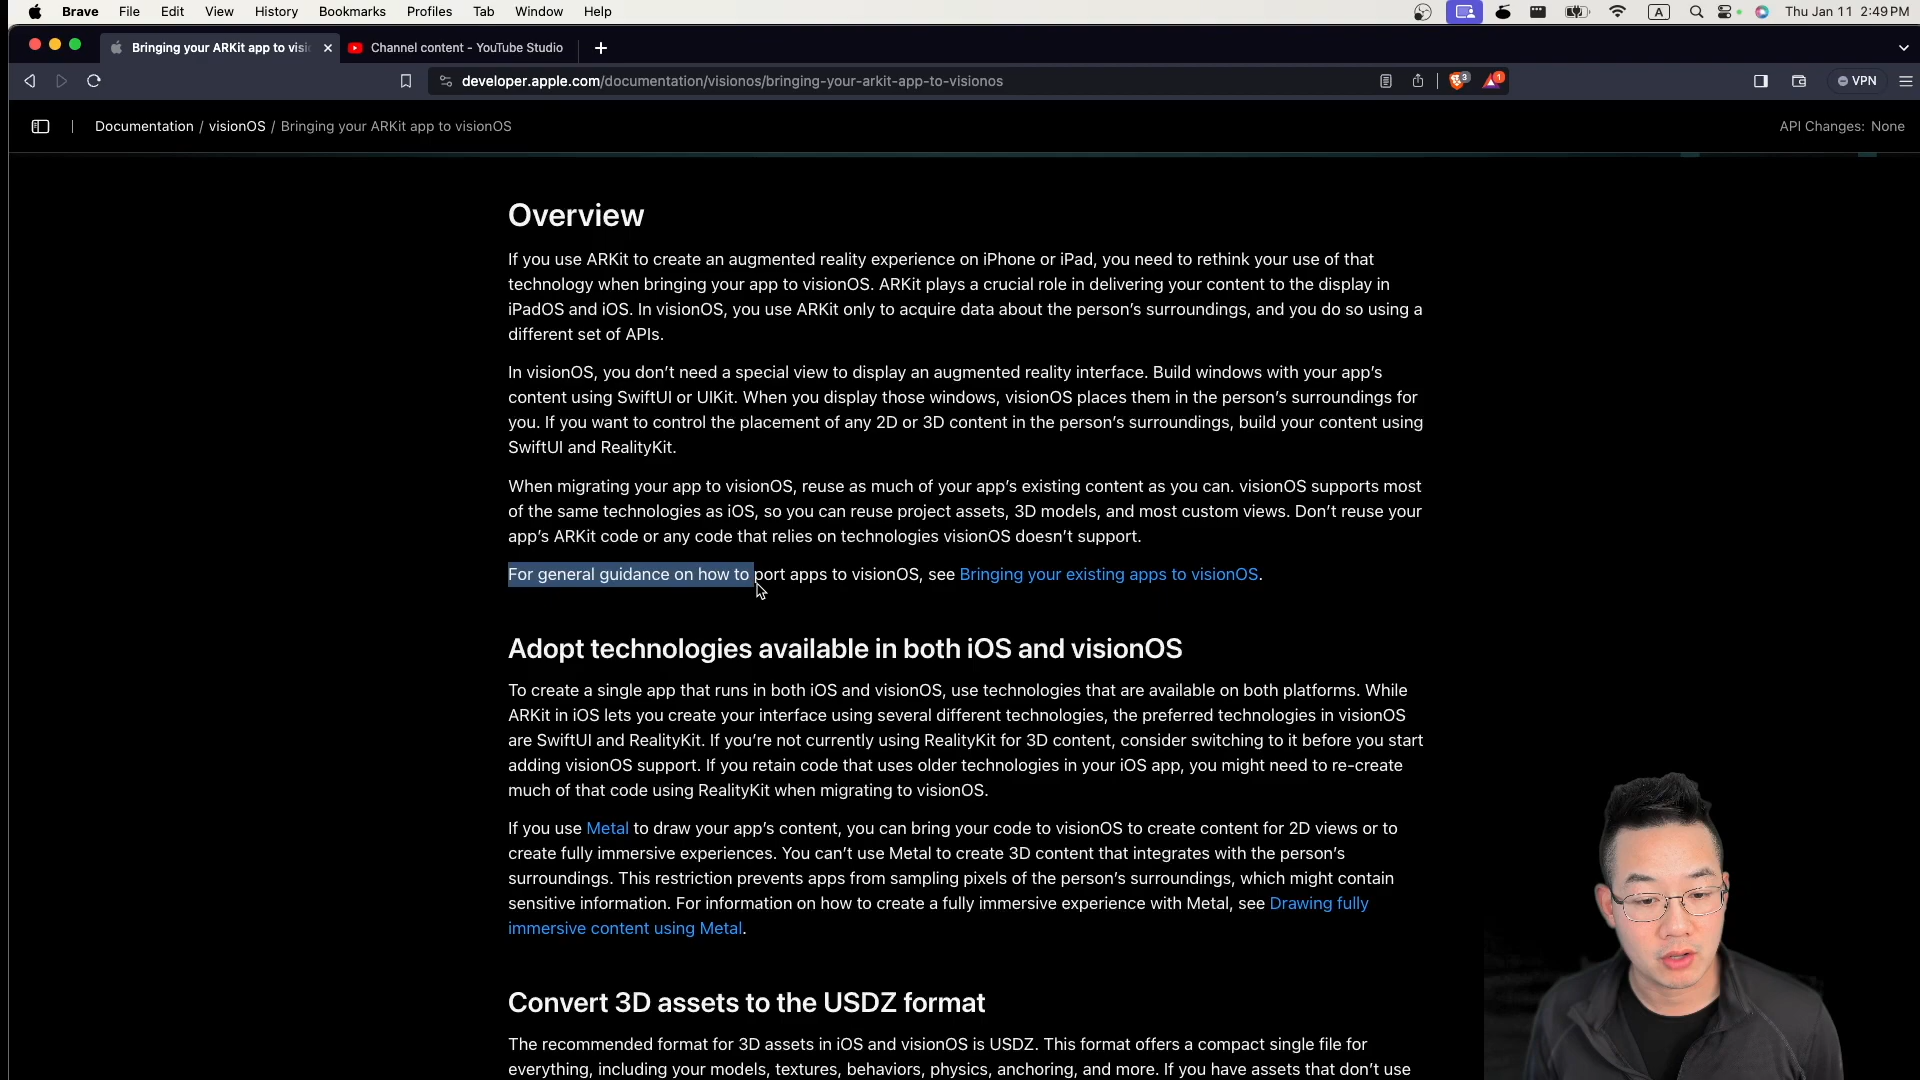 Brave File Edit View History Bookmarks Profiles Tab Window Help
A
Thu Jan 11 2:49 PM
Bringing your ARKit app to visi
Channel content - YouTube Studio
developer.apple.com/documentation/visionos/bringing-your-arkit-app-to-visionos
3
1
VPN
Documentation / visionOS / Bringing your ARKit app to visionOS
API Changes: None
Overview
If you use ARKit to create an augmented reality experience on iPhone or iPad, you need to rethink your use of that
technology when bringing your app to visionOS. ARKit plays a crucial role in delivering your content to the display in
iPadOS and iOS. In visionOS, you use ARKit only to acquire data about the person’s surroundings, and you do so using a
different set of APIs.
In visionOS, you don’t need a special view to display an augmented reality interface. Build windows with your app’s
content using SwiftUI or UIKit. When you display those windows, visionOS places them in the person’s surroundings for
you. If you want to control the placement of any 2D or 3D content in the person’s surroundings, build your content using
SwiftUI and RealityKit.
When migrating your app to visionOS, reuse as much of your app’s existing content as you can. visionOS supports most
of the same technologies as iOS, so you can reuse project assets, 3D models, and most custom views. Don’t reuse your
app’s ARKit code or any code that relies on technologies visionOS doesn’t support.
For general guidance on how to port apps to visionOS, see Bringing your existing apps to visionOS.
Adopt technologies available in both iOS and visionOS
To create a single app that runs in both iOS and visionOS, use technologies that are available on both platforms. While
ARKit in iOS lets you create your interface using several different technologies, the preferred technologies in visionOS
are SwiftUI and RealityKit. If you’re not currently using RealityKit for 3D content, consider switching to it before you start
adding visionOS support. If you retain code that uses older technologies in your iOS app, you might need to re-create
much of that code using RealityKit when migrating to visionOS.
If you use Metal to draw your app’s content, you can bring your code to visionOS to create content for 2D views or to
create fully immersive experiences. You can’t use Metal to create 3D content that integrates with the person’s
surroundings. This restriction prevents apps from sampling pixels of the person’s surroundings, which might contain
sensitive information. For information on how to create a fully immersive experience with Metal, see Drawing fully
immersive content using Metal.
Convert 3D assets to the USDZ format
The recommended format for 3D assets in iOS and visionOS is USDZ. This format offers a compact single file for
everything, including your models, textures, behaviors, physics, anchoring, and more. If you have assets that don’t use